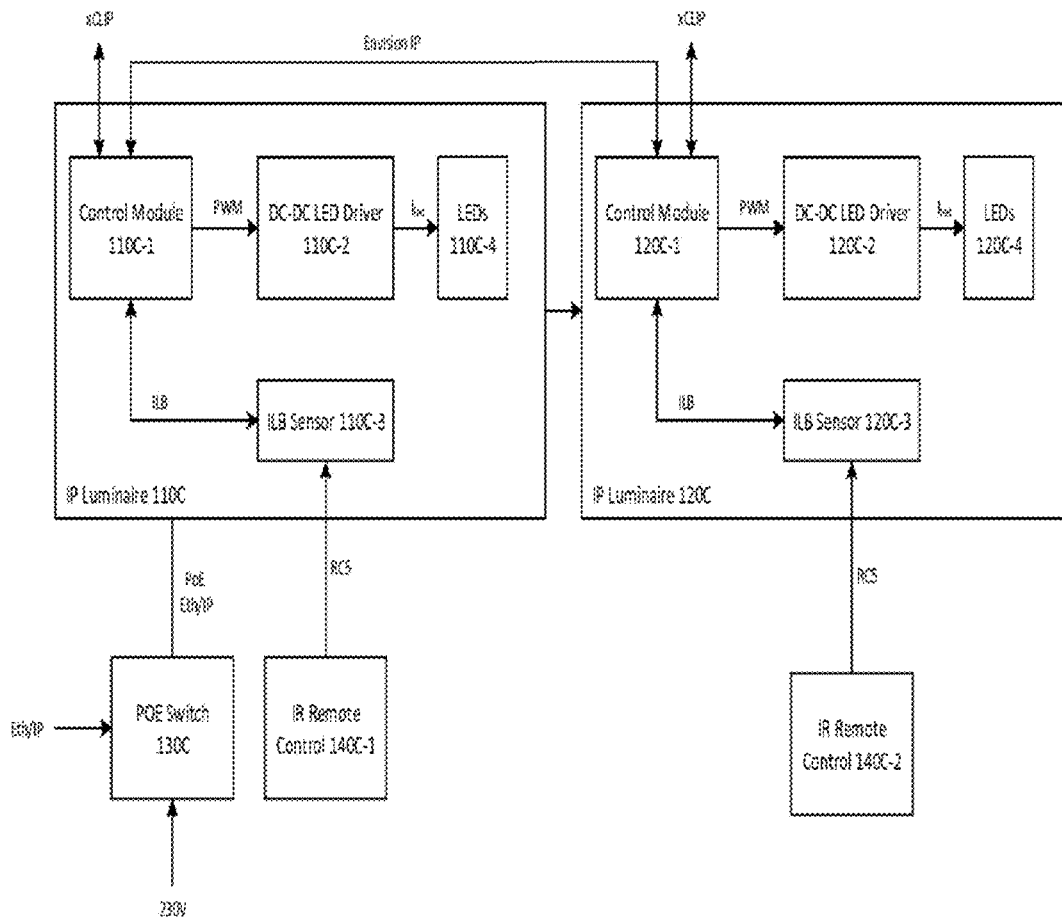 xCLIP
xCLIP
Envision IP
Control Module
110C-1
PWM
DC-DC LED Driver
110C-2
LEDs
110C-4
Control Module
120C-1
PWM
DC-DC LED Driver
120C-2
LEDs
120C-4
ILB
ILB Sensor 110C-3
ILB
ILB Sensor 120C-3
IP Luminaire 110C
IP Luminaire 120C
PoE
Eth/IP
RC5
RC5
Eth/IP
POE Switch
130C
IR Remote
Control 140C-1
IR Remote
Control 140C-2
230V